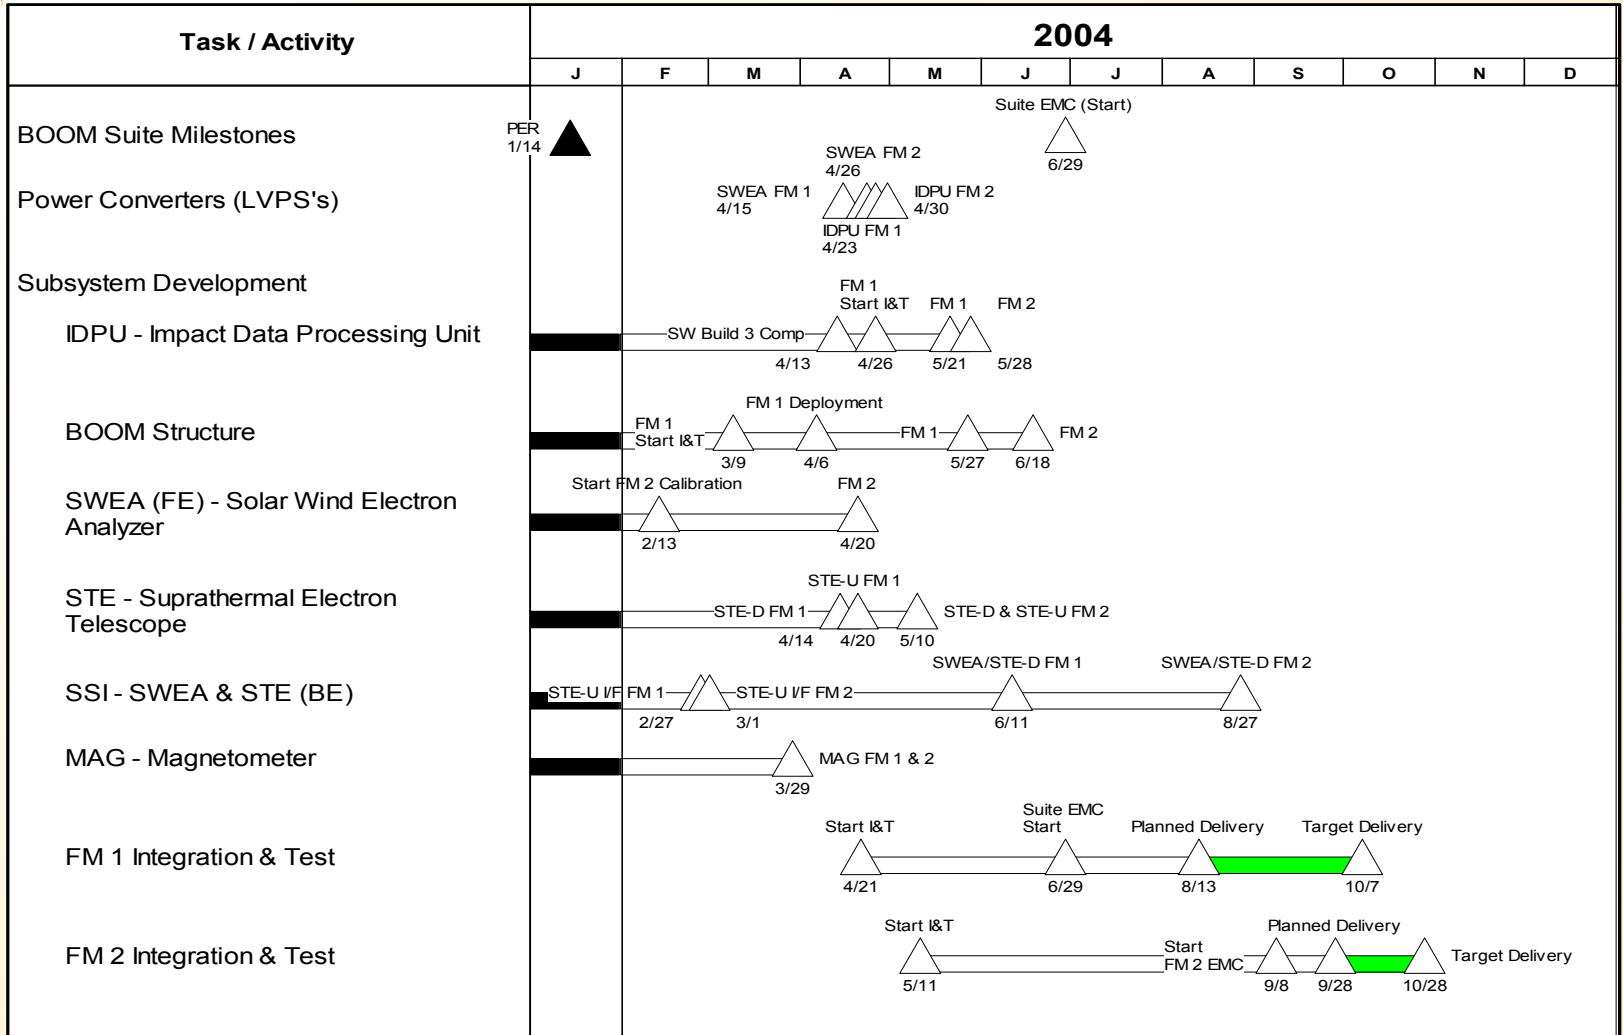 Task / Activity
2004
J F M A M J J A S O N D
BOOM Suite Milestones
PER
1/14
Suite EMC (Start)
6/29
Power Converters (LVPS's)
SWEA FM 1
4/15
SWEA FM 2
4/26
IDPU FM 2
4/30
IDPU FM 1
4/23
Subsystem Development
IDPU - Impact Data Processing Unit
SW Build 3 Comp
4/13
FM 1
Start I&T
4/26
FM 1
5/21
FM 2
5/28
BOOM Structure
FM 1
Start I&T
3/9
FM 1 Deployment
4/6
FM 1
5/27
FM 2
6/18
SWEA (FE) - Solar Wind Electron
Analyzer
Start FM 2 Calibration
2/13
FM 2
4/20
STE - Suprathermal Electron
Telescope
STE-D FM 1
4/14
STE-U FM 1
4/20
STE-D & STE-U FM 2
5/10
SSI - SWEA & STE (BE)
STE-U I/F FM 1
2/27
STE-U I/F FM 2
3/1
SWEA/STE-D FM 1
6/11
SWEA/STE-D FM 2
8/27
MAG - Magnetometer
MAG FM 1 & 2
3/29
FM 1 Integration & Test
Start I&T
4/21
Suite EMC
Start
6/29
Planned Delivery
8/13
Target Delivery
10/7
FM 2 Integration & Test
Start I&T
5/11
Start
FM 2 EMC
9/8
Planned Delivery
9/28
Target Delivery
10/28